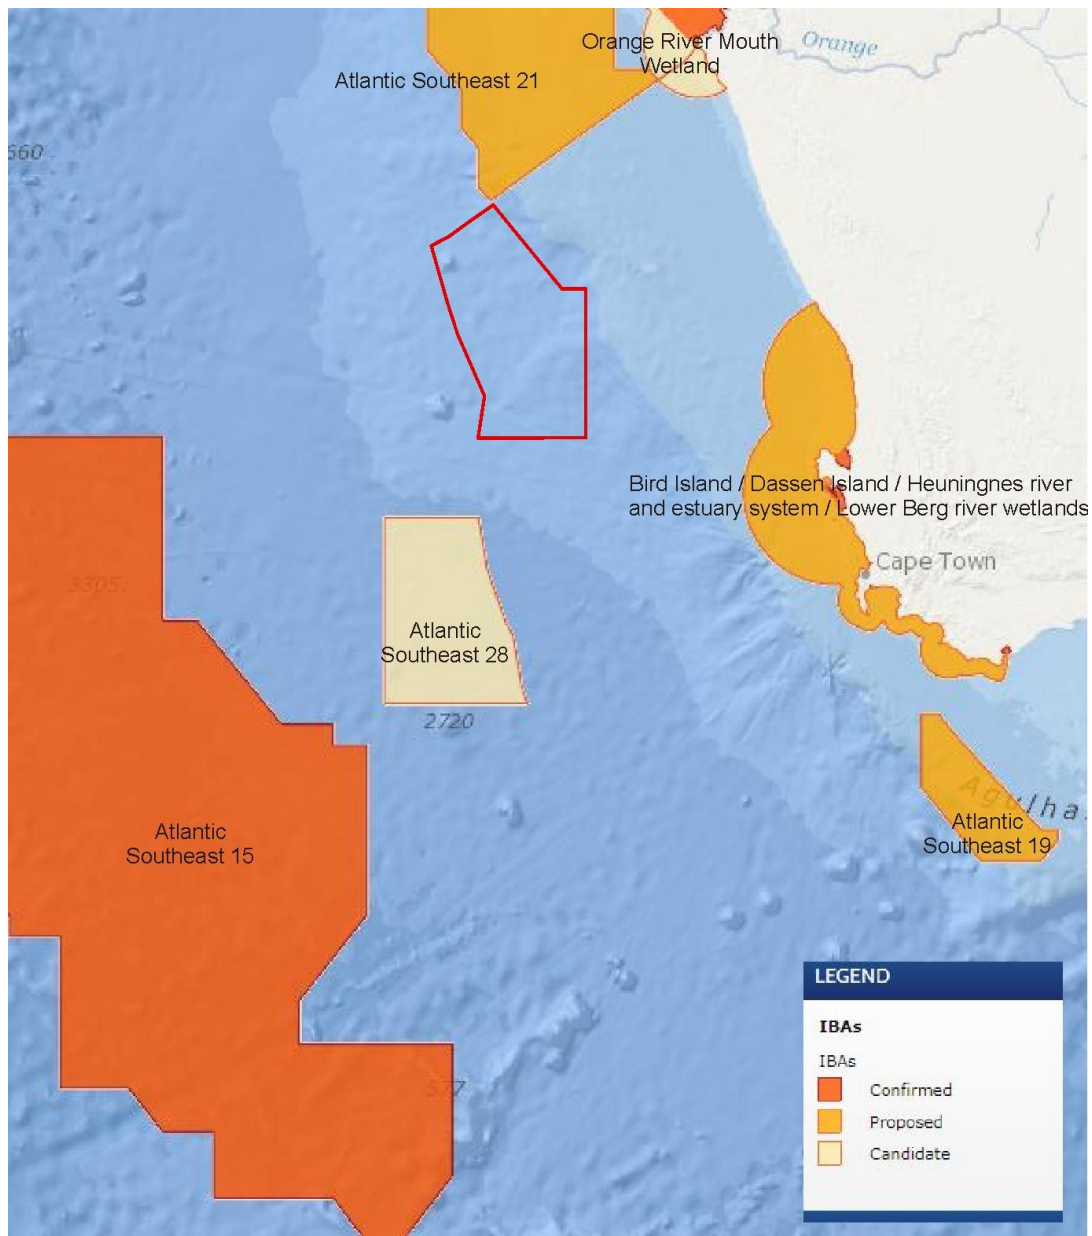 Orange River Mouth
Wetland
Orange
Atlantic Southeast 21
Bird Island / Dassen Island / Heuningnes river
and estuary system / Lower Berg river wetlands
Cape Town
3305
Atlantic
Southeast 28
2720
Atlantic
Southeast 15
Agulha
Atlantic
Southeast 19
577
LEGEND
IBAs
IBAs
Confirmed
Proposed
Candidate